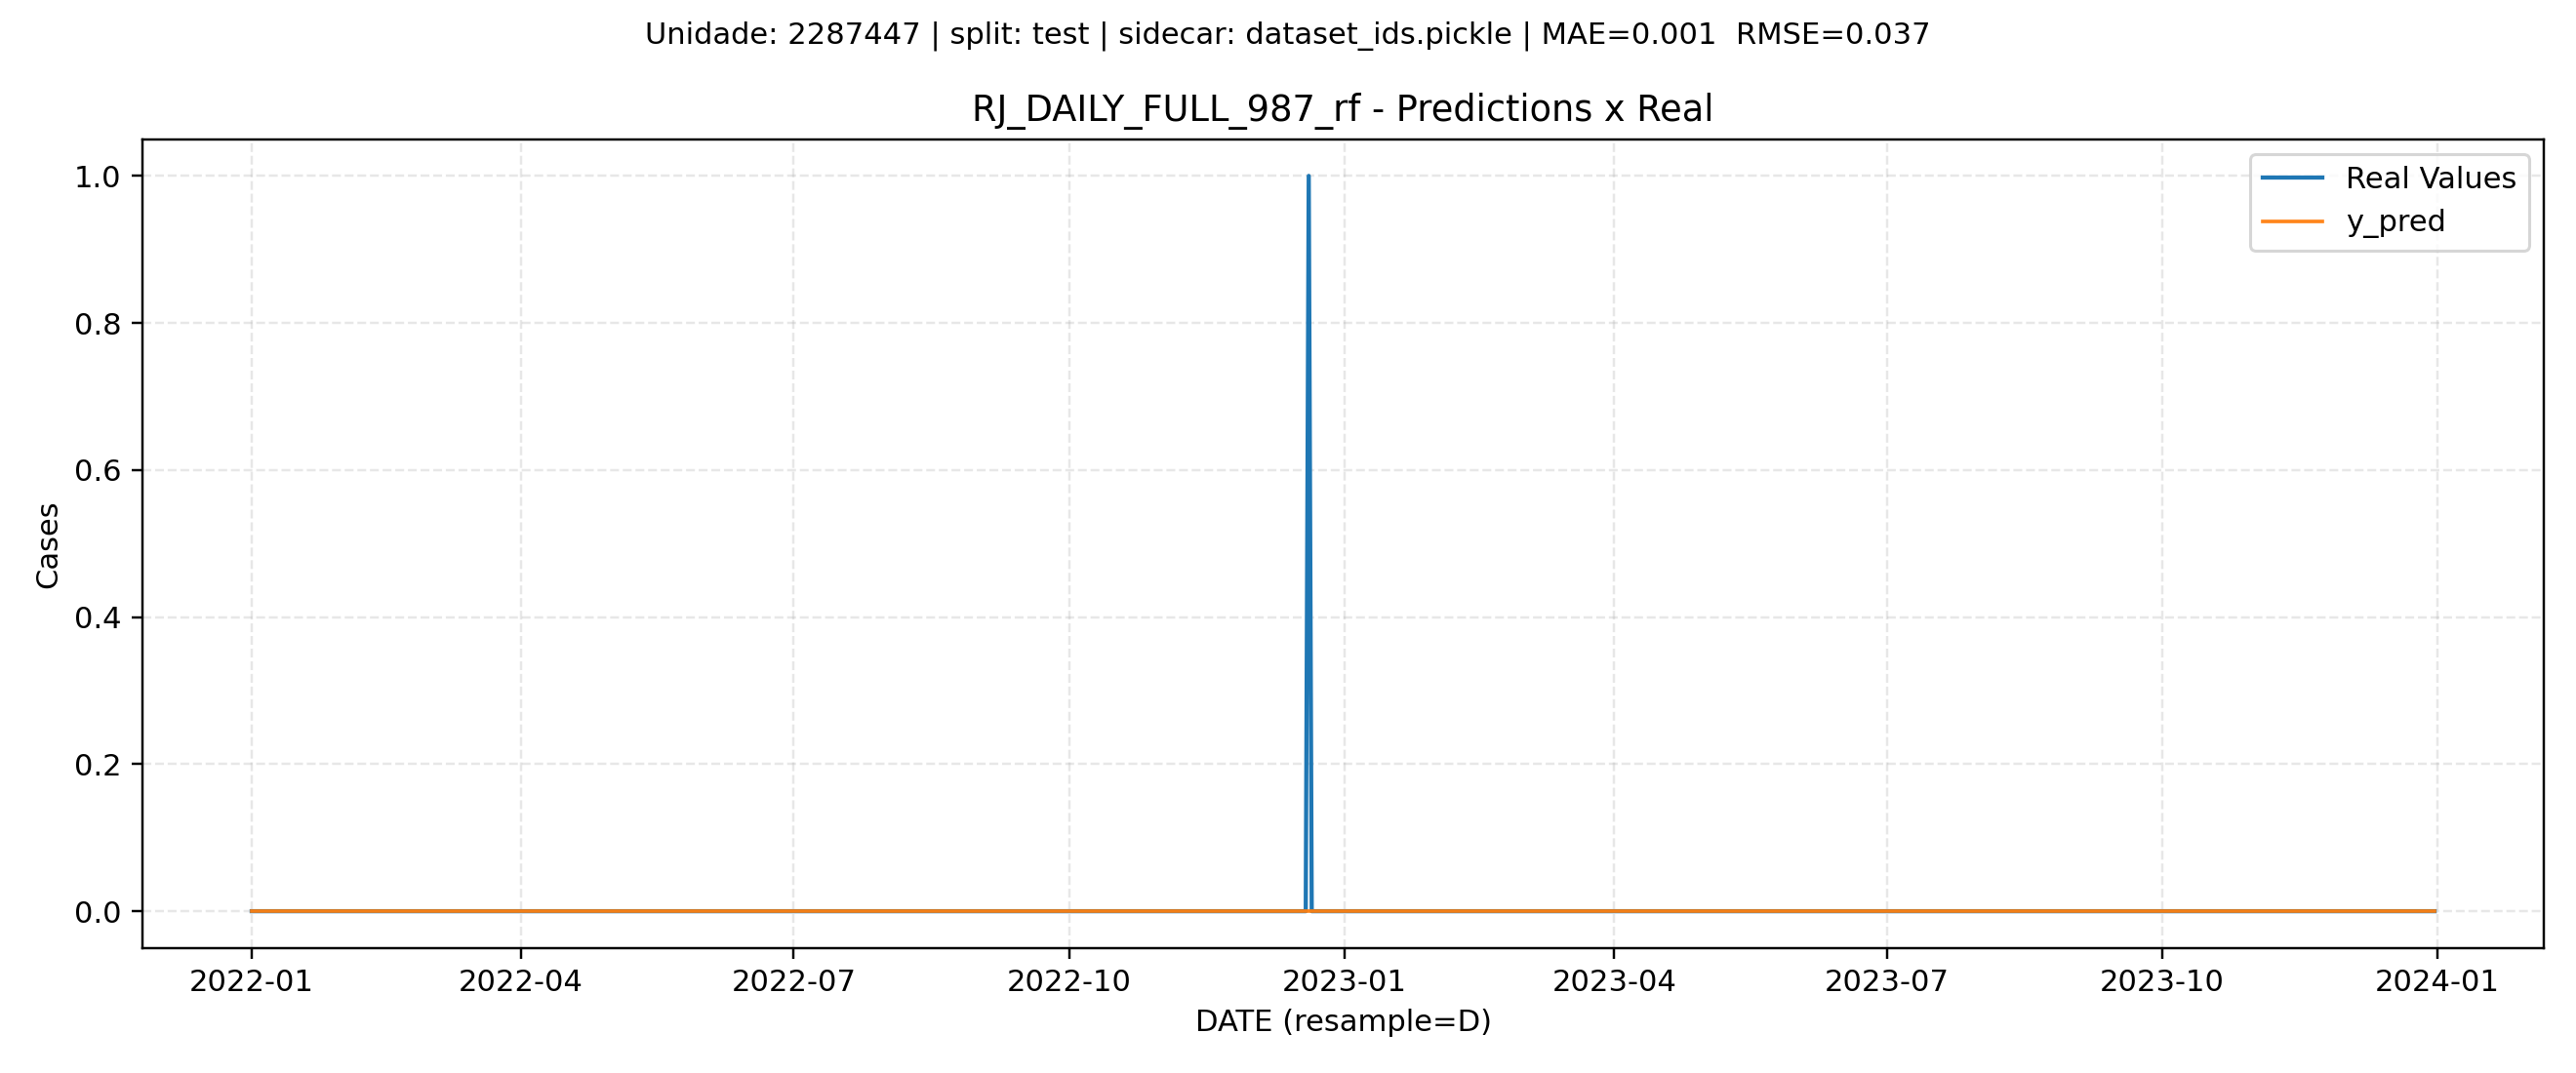 Unidade: 2287447 | split: test | sidecar: dataset_ids.pickle | MAE=0.001  RMSE=0.037
RJ_DAILY_FULL_987_rf - Predictions x Real
Real Values
y_pred
1.0
0.8
0.6
0.4
0.2
0.0
Cases
2022-01
2022-04
2022-07
2022-10
2023-01
2023-04
2023-07
2023-10
2024-01
DATE (resample=D)